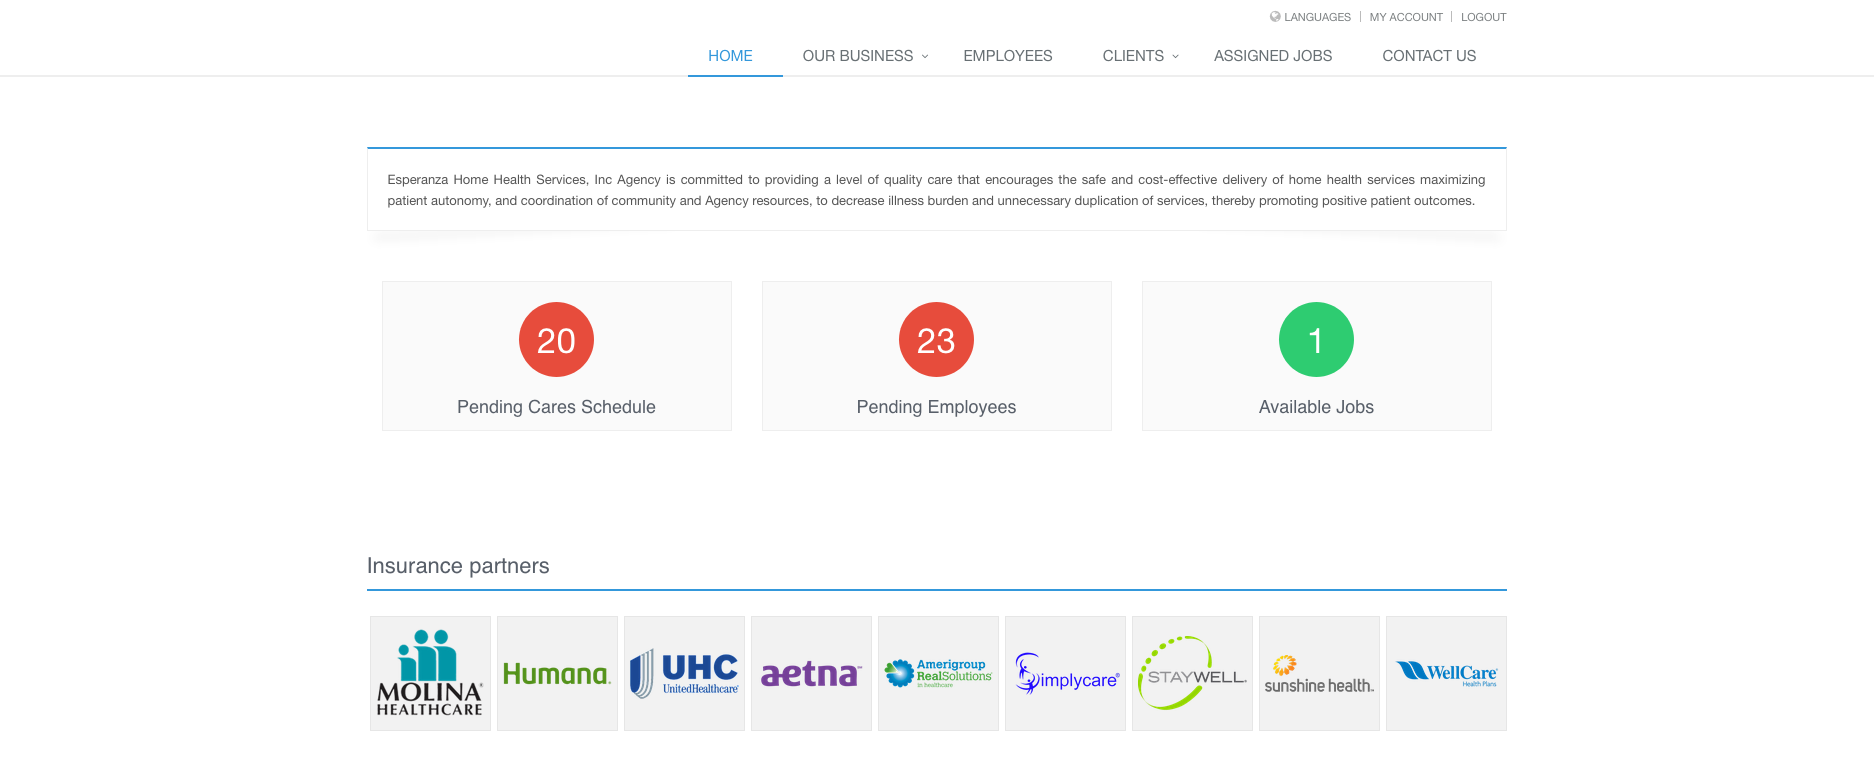 LANGUAGES | MY ACCOUNT | LOGOUT
HOME OUR BUSINESS EMPLOYEES CLIENTS ASSIGNED JOBS CONTACT US
Esperanza Home Health Services, Inc Agency is committed to providing a level of quality care that encourages the safe and cost-effective delivery of home health services maximizing
patient autonomy, and coordination of community and Agency resources, to decrease illness burden and unnecessary duplication of services, thereby promoting positive patient outcomes.
20
Pending Cares Schedule
23
Pending Employees
1
Available Jobs
Insurance partners
MOLINA®
HEALTHCARE
Humana.
UHC
UnitedHealthcare®
aetna™
Amerigroup
RealSolutions
in healthcare
Simplycare®
STAYWELL.
sunshine health.
WellCare®
Health Plans